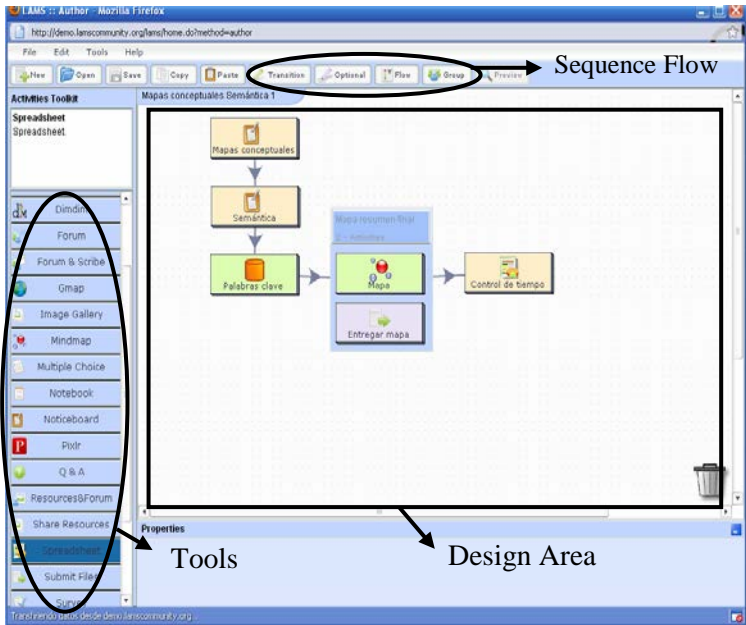 LAMS :: Author - Mozilla Firefox
http://demo.lamscommunity.org/lams/home.do?method=author
File Edit Tools Help
New Open Save Copy Paste Transition Optional Flow Group Preview
Sequence Flow
Activities Toolkit
Mapas conceptuales Semántica 1
Spreadsheet
Spreadsheet
Mapas conceptuales
Semántica
Mapa resumen final
2 - Activities
Palabras clave
Mapa
Control de tiempo
Entregar mapa
Dimdim
Forum
Forum & Scribe
Gmap
Image Gallery
Mindmap
Multiple Choice
Notebook
Noticeboard
Pixlr
Q & A
Resources&Forum
Share Resources
Spreadsheet
Submit Files
Survey
Properties
Tools
Design Area
Transfiriendo datos desde demo.lamscommunity.org...